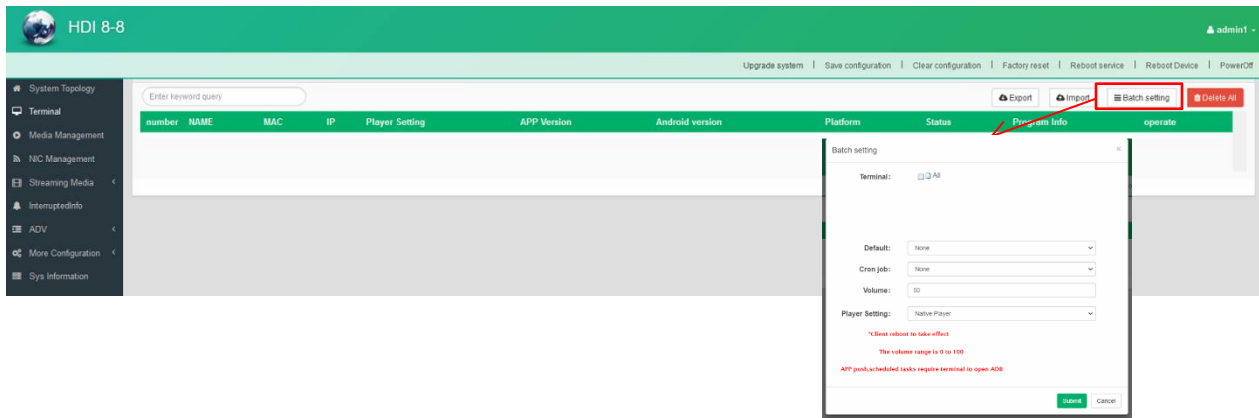 HDI 8-8
admin1
Upgrade system | Save configuration | Clear configuration | Factory reset | Reboot service | Reboot Device | PowerOff
System Topology
Terminal
Media Management
NIC Management
Streaming Media
InterruptedInfo
ADV
More Configuration
Sys Information
Enter keyword query
Export Import Batch setting Delete All
number NAME MAC IP Player Setting APP Version Android version Platform Status Program Info operate
Batch setting
Terminal: All
Default: None
Cron job: None
Volume: 50
Player Setting: Native Player
*Client reboot to take effect
The volume range is 0 to 100
APP push,scheduled tasks require terminal to open ADB
Submit Cancel